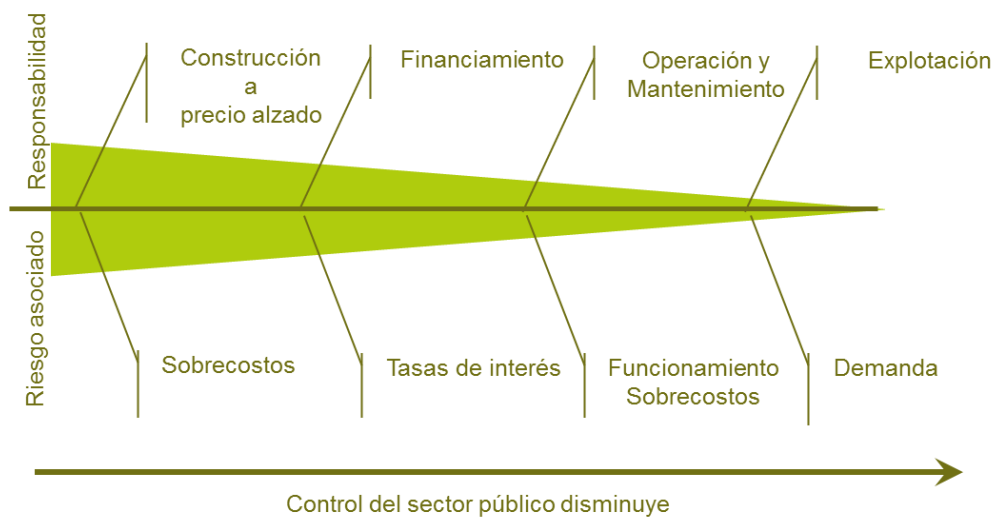 Responsabilidad
Construcción
a
precio alzado
Financiamiento
Operación y
Mantenimiento
Explotación
Riesgo asociado
Sobrecostos
Tasas de interés
Funcionamiento
Sobrecostos
Demanda
Control del sector público disminuye